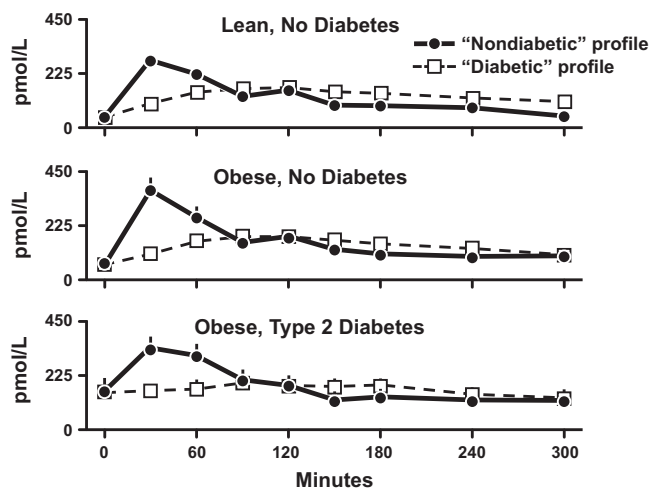 Lean, No Diabetes
450
225
0
pmol/L
“Nondiabetic” profile
“Diabetic” profile
Obese, No Diabetes
450
225
0
pmol/L
Obese, Type 2 Diabetes
450
225
0
pmol/L
0 60 120 180 240 300
Minutes